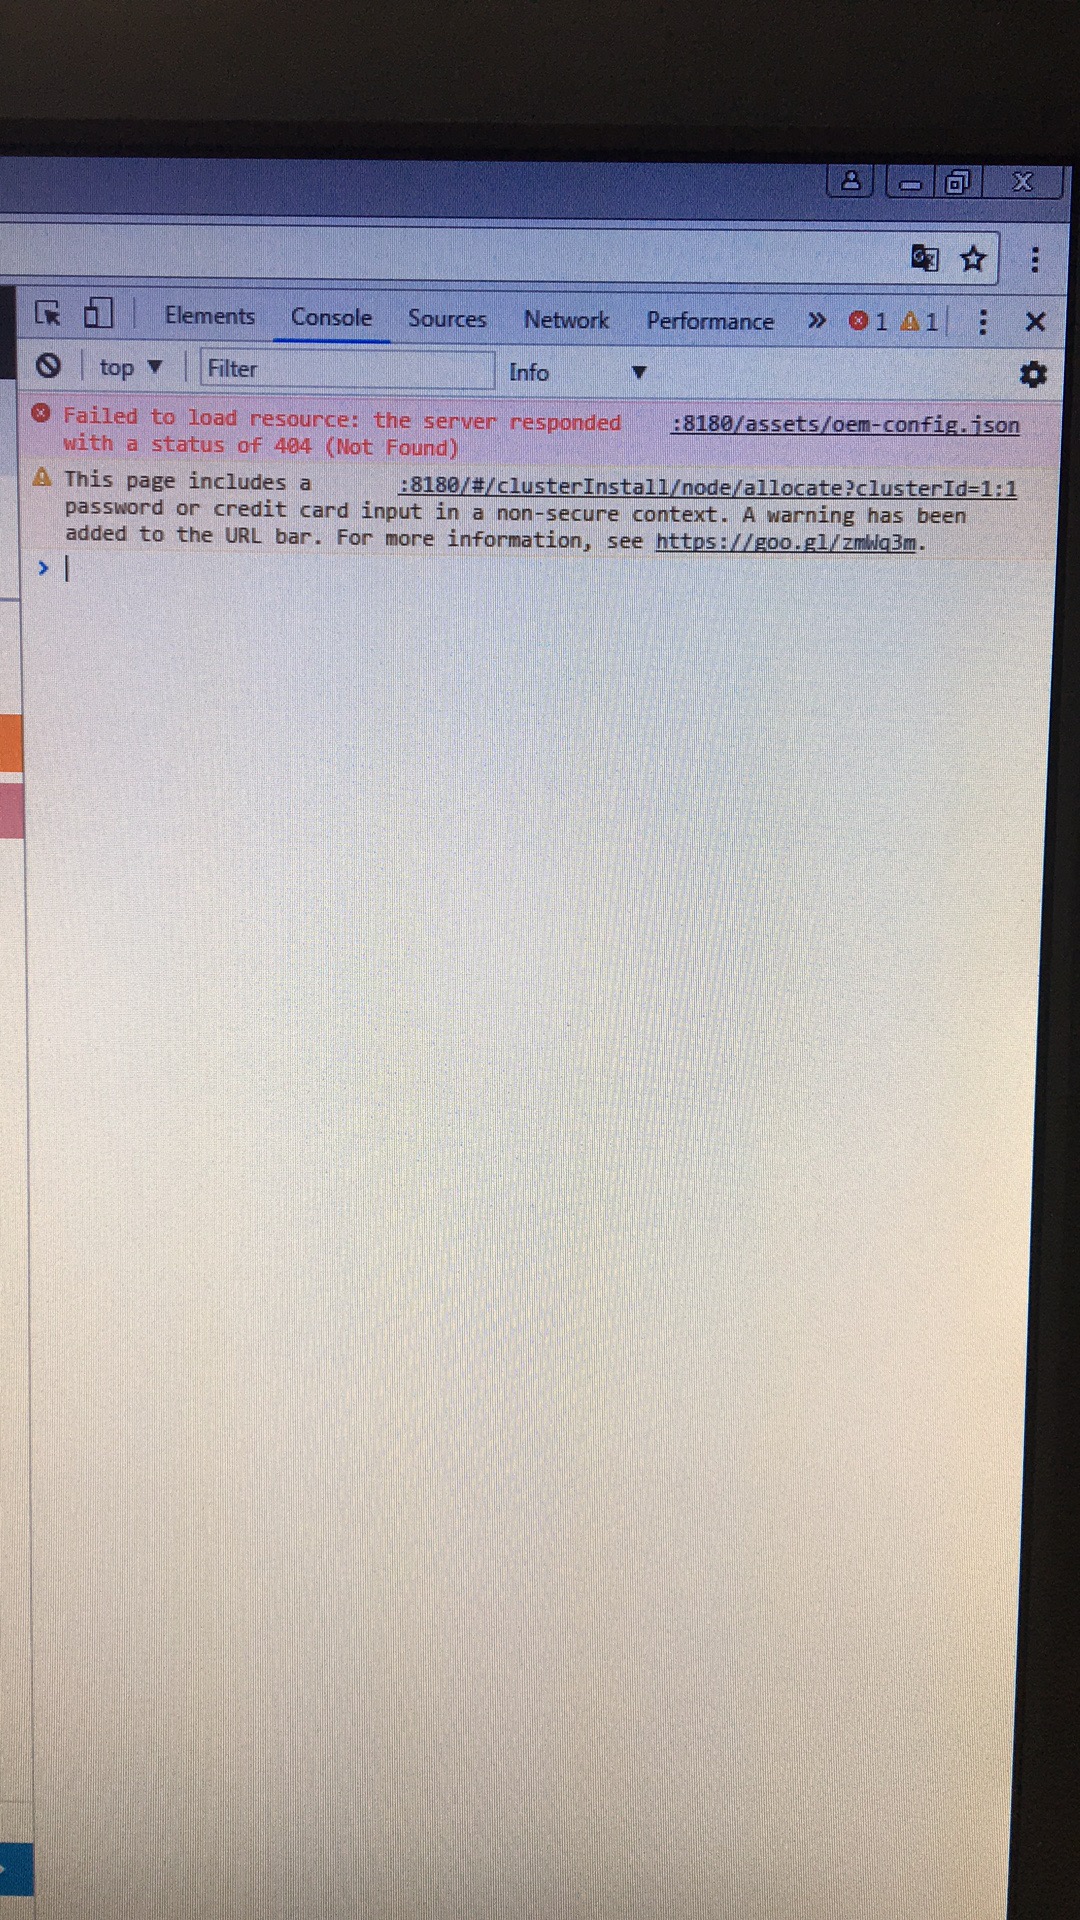 Elements Console Sources Network Performance » 1 1
top Filter Info
Failed to load resource: the server responded :8180/assets/oem-config.json
with a status of 404 (Not Found)
This page includes a :8180/#/clusterInstall/node/allocate?clusterId=1:1
password or credit card input in a non-secure context. A warning has been
added to the URL bar. For more information, see https://goo.gl/zmWq3m.